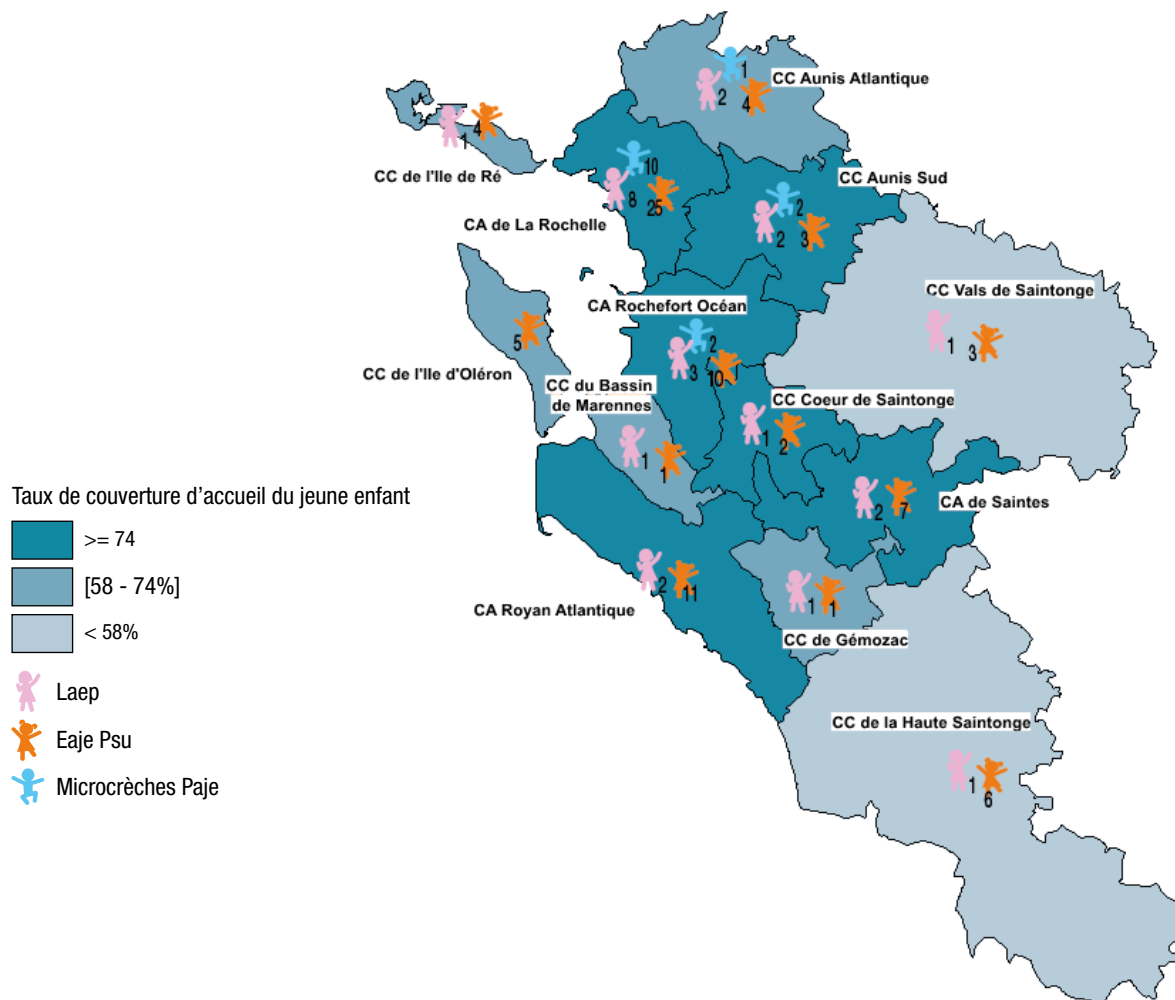 CC Aunis Atlantique
1
2
4
CC de l'Ile de Ré
4
1
CC Aunis Sud
10
8
25
CA de La Rochelle
2
2
3
CC Vals de Saintonge
1
3
CA Rochefort Océan
2
3
10
CC de l'Ile d'Oléron
5
CC du Bassin
de Marennes
1
1
CC Coeur de Saintonge
1
2
CA de Saintes
2
7
CA Royan Atlantique
2
11
CC de Gémozac
1
1
CC de la Haute Saintonge
1
6
Taux de couverture d’accueil du jeune enfant
>= 74
[58 - 74%]
< 58%
Laep
Eaje Psu
Microcrèches Paje